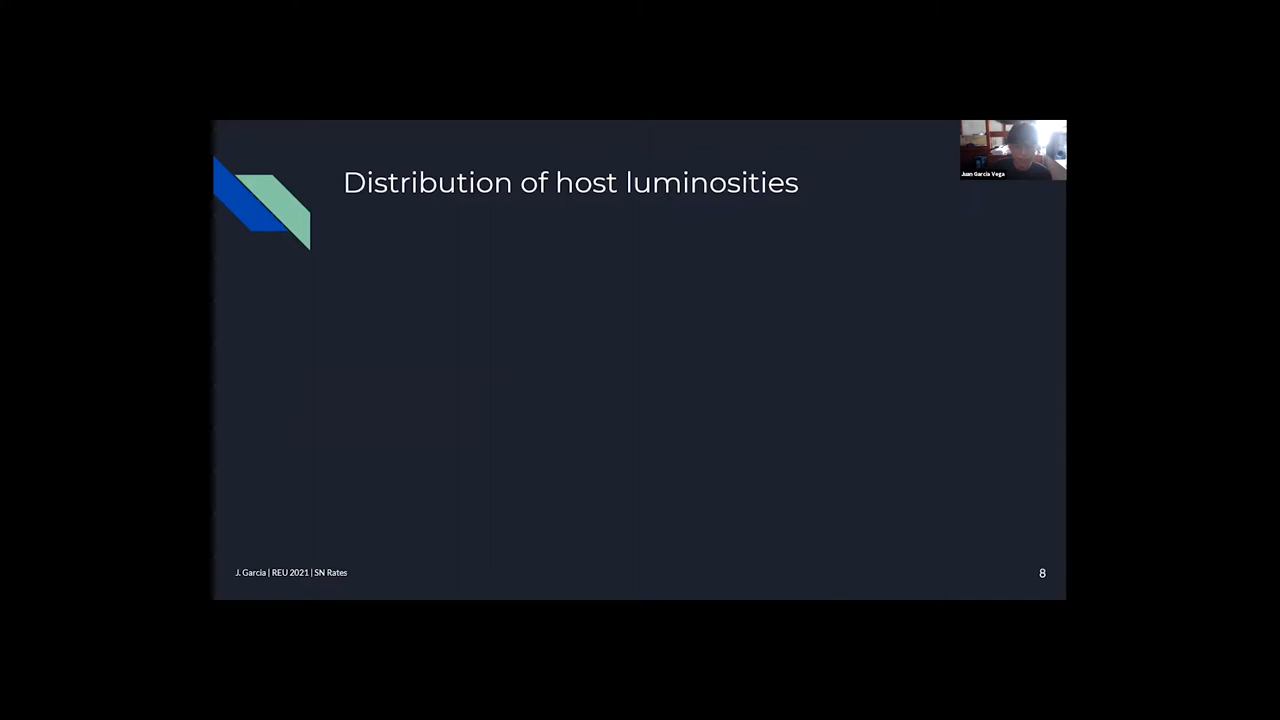 Distribution of host luminosities
Juan Garcia Vega
J. Garcia | REU 2021 | SN Rates
8